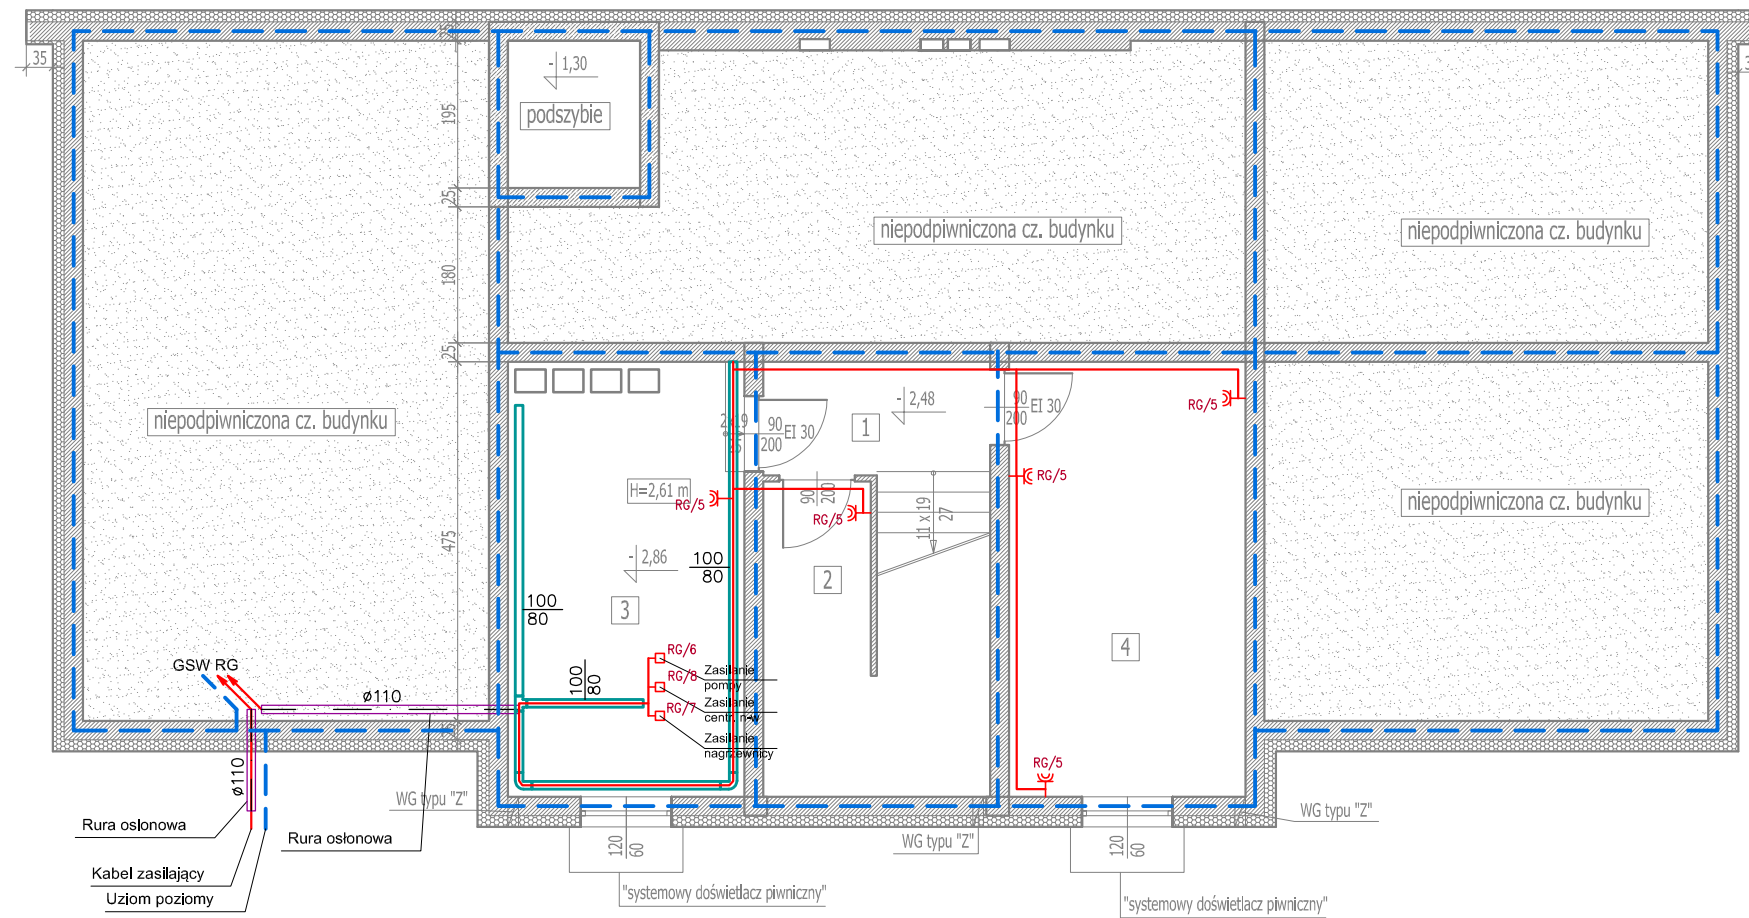 35
25
- 1,30
podszybie
195
25
niepodpiwniczona cz. budynku
niepodpiwniczona cz. budynku
180
25
niepodpiwniczona cz. budynku
- 2,48
1
90
200
EI 30
90
200
EI 30
RG/5
RG/5
H=2,61 m
RG/5
90
200
RG/5
11 x 19
27
niepodpiwniczona cz. budynku
475
- 2,86
100
80
100
80
3
2
4
100
80
RG/6
Zasilanie
pompy
RG/8
Zasilanie
RG/7
Zasilanie
nagrzewnicy
GSW RG
ø110
ø110
RG/5
WG typu "Z"
WG typu "Z"
WG typu "Z"
Rura oslonowa
Rura osłonowa
120
60
120
60
Kabel zasilający
Uziom poziomy
"systemowy doświetlacz piwniczny"
"systemowy doświetlacz piwniczny"